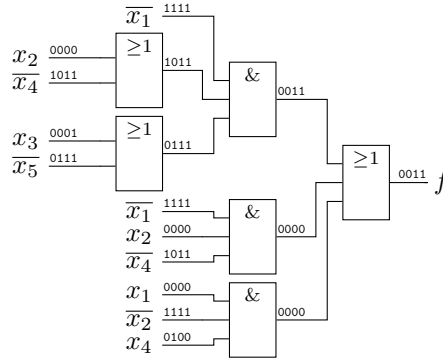 x̅₁ 1111
x₂ 0000 ≥1 1011
x̅₄ 1011
& 0011
x₃ 0001 ≥1 0111
x̅₅ 0111
≥1 0011 f
x̅₁ 1111
x₂ 0000 & 0000
x̅₄ 1011
x₁ 0000
x̅₂ 1111 & 0000
x₄ 0100